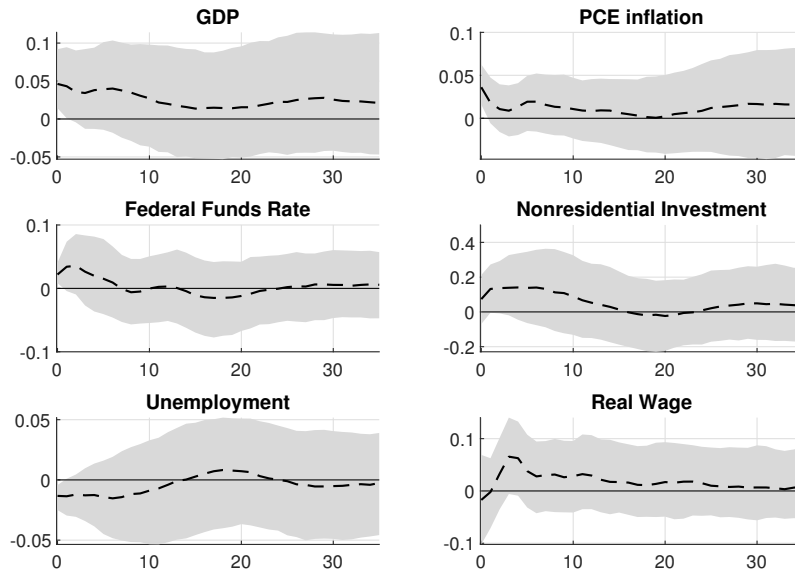 GDP
0.1
0.05
0
-0.05
0 10 20 30
PCE inflation
0.1
0.05
0
0 10 20 30
Federal Funds Rate
0.1
0
-0.1
0 10 20 30
Nonresidential Investment
0.4
0.2
0
-0.2
0 10 20 30
Unemployment
0.05
0
-0.05
0 10 20 30
Real Wage
0.1
0
-0.1
0 10 20 30